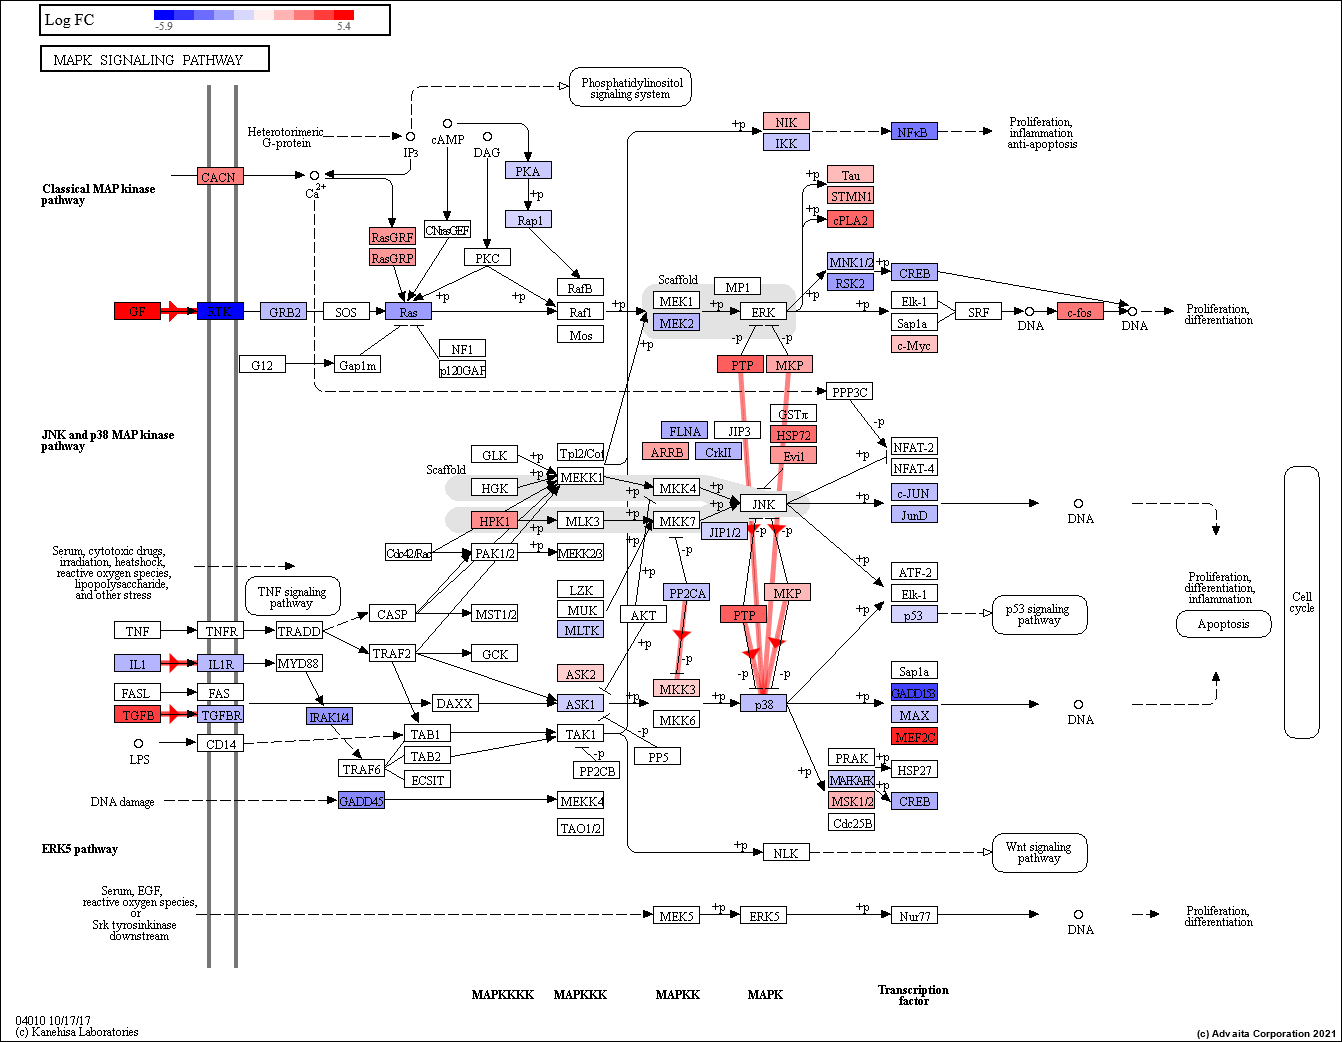 Log FC
-5.9 5.4
MAPK SIGNALING PATHWAY
Phosphatidylinositol
signaling system
Heterotorimeric
G-protein
IP3
cAMP
DAG
+p
NIK
IKK
NFκB
Proliferation,
inflammation
anti-apoptosis
CACN
Ca2+
PKA
+p
Rap1
Classical MAP kinase
pathway
RasGRF
RasGRP
CNrasGEF
PKC
RafB
+p
Tau
STMN1
+p
cPLA2
Scaffold
MP1
MNK1/2
+p
RSK2
+p
CREB
GF
RTK
GRB2
SOS
Ras
+p
+p
Raf1
+p
MEK1
MEK2
+p
ERK
+p
Elk-1
Sap1a
SRF
DNA
c-fos
DNA
Proliferation,
differentiation
Mos
+p
-p
-p
c-Myc
G12
Gap1m
NF1
p120GAP
PTP
MKP
PPP3C
-p
JNK and p38 MAP kinase
pathway
GSTπ
FLNA
JIP3
HSP72
ARRB
CrkII
Evi1
NFAT-2
NFAT-4
+p
GLK
+p
Tpl2/Cot
+p
Scaffold
HGK
+p
MEKK1
+p
MKK4
+p
c-JUN
JunD
+p
DNA
HPK1
+p
MLK3
+p
MKK7
+p
JNK
JIP1/2
-p
-p
Cdc42/Rac
PAK1/2
+p
MEKK2/3
+p
-p
+p
Serum, cytotoxic drugs,
irradiation, heatshock,
reactive oxygen species,
lipopolysaccharide,
and other stress
TNF signaling
pathway
LZK
MUK
MLTK
+p
AKT
+p
PP2CA
MKP
PTP
ATF-2
Elk-1
p53
+p
p53 signaling
pathway
Proliferation,
differentiation,
inflammation
Apoptosis
Cell
cycle
CASP
MST1/2
TNF
TNFR
TRADD
TRAF2
GCK
IL1
IL1R
MYD88
ASK2
-p
MKK3
-p
-p
Sap1a
GADD153
MAX
MEF2C
FASL
FAS
TGFB
TGFBR
IRAK1/4
DAXX
ASK1
+p
MKK6
+p
p38
+p
DNA
LPS
CD14
TAB1
TAK1
-p
PP5
TRAF6
TAB2
ECSIT
-p
PP2CB
+p
PRAK
MAPKAPK
MSK1/2
Cdc25B
+p
+p
HSP27
CREB
DNA damage
GADD45
MEKK4
TAO1/2
ERK5 pathway
+p
NLK
Wnt signaling
pathway
Serum, EGF,
reactive oxygen species,
or
Srk tyrosinkinase
downstream
MEK5
+p
ERK5
+p
Nur77
DNA
Proliferation,
differentiation
MAPKKKK
MAPKKK
MAPKK
MAPK
Transcription
factor
04010 10/17/17
(c) Kanehisa Laboratories
(c) Advaita Corporation 2021